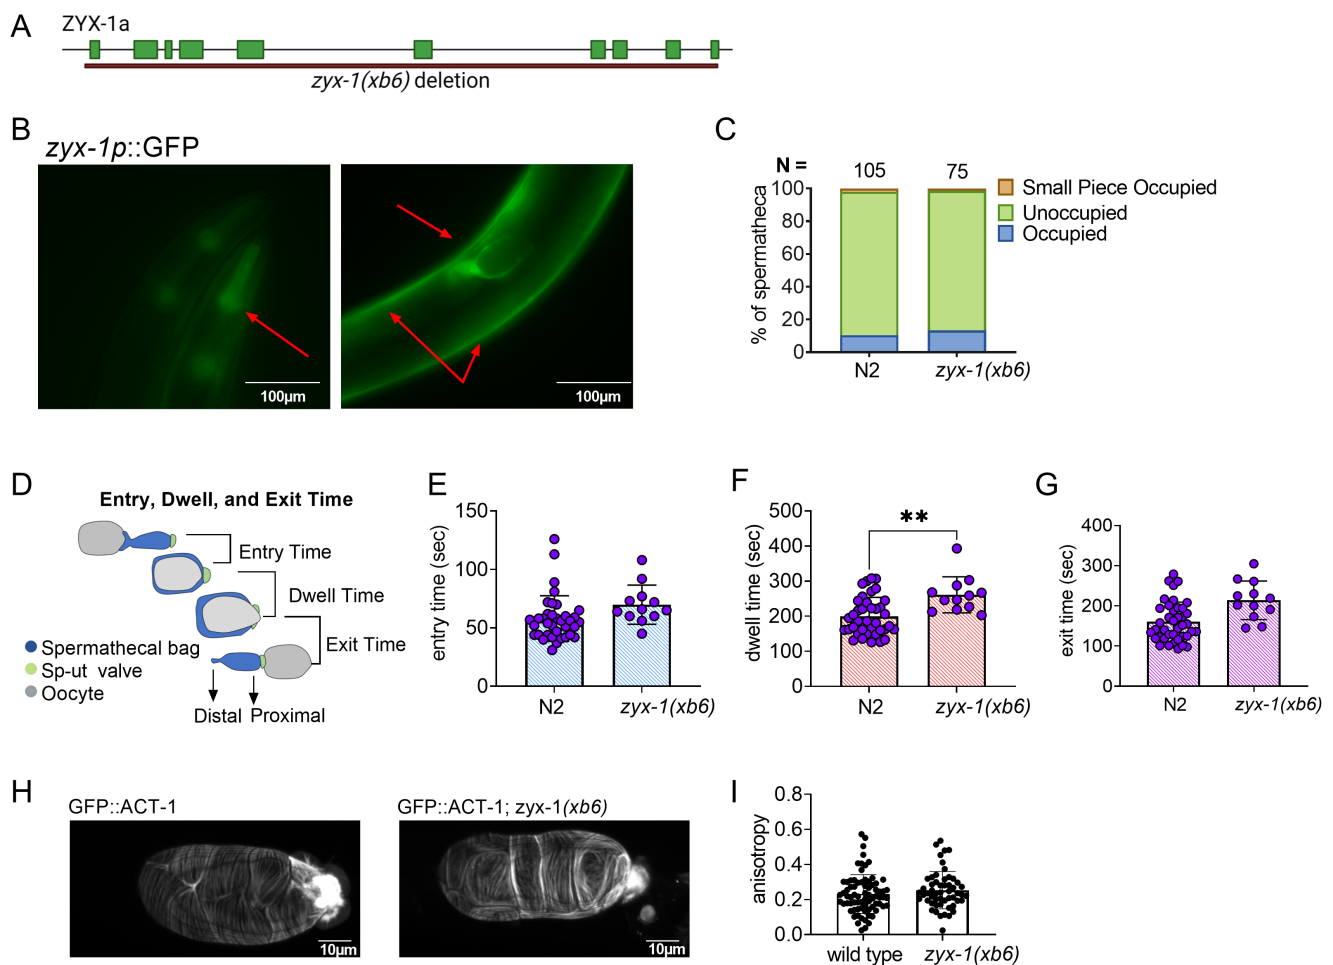 A
ZYX-1a
zyx-1(xb6) deletion
B
zyx-1p::GFP
100µm
100µm
C
N =
105
75
100
80
60
40
20
0
% of spermatheca
N2
zyx-1(xb6)
Small Piece Occupied
Unoccupied
Occupied
D
Entry, Dwell, and Exit Time
Entry Time
Dwell Time
Exit Time
Spermathecal bag
Sp-ut valve
Oocyte
Distal
Proximal
E
150
100
50
0
entry time (sec)
N2
zyx-1(xb6)
F
500
400
300
200
100
0
dwell time (sec)
**
N2
zyx-1(xb6)
G
400
300
200
100
0
exit time (sec)
N2
zyx-1(xb6)
H
GFP::ACT-1
10µm
GFP::ACT-1; zyx-1(xb6)
10µm
I
0.8
0.6
0.4
0.2
0.0
anisotropy
wild type
zyx-1(xb6)